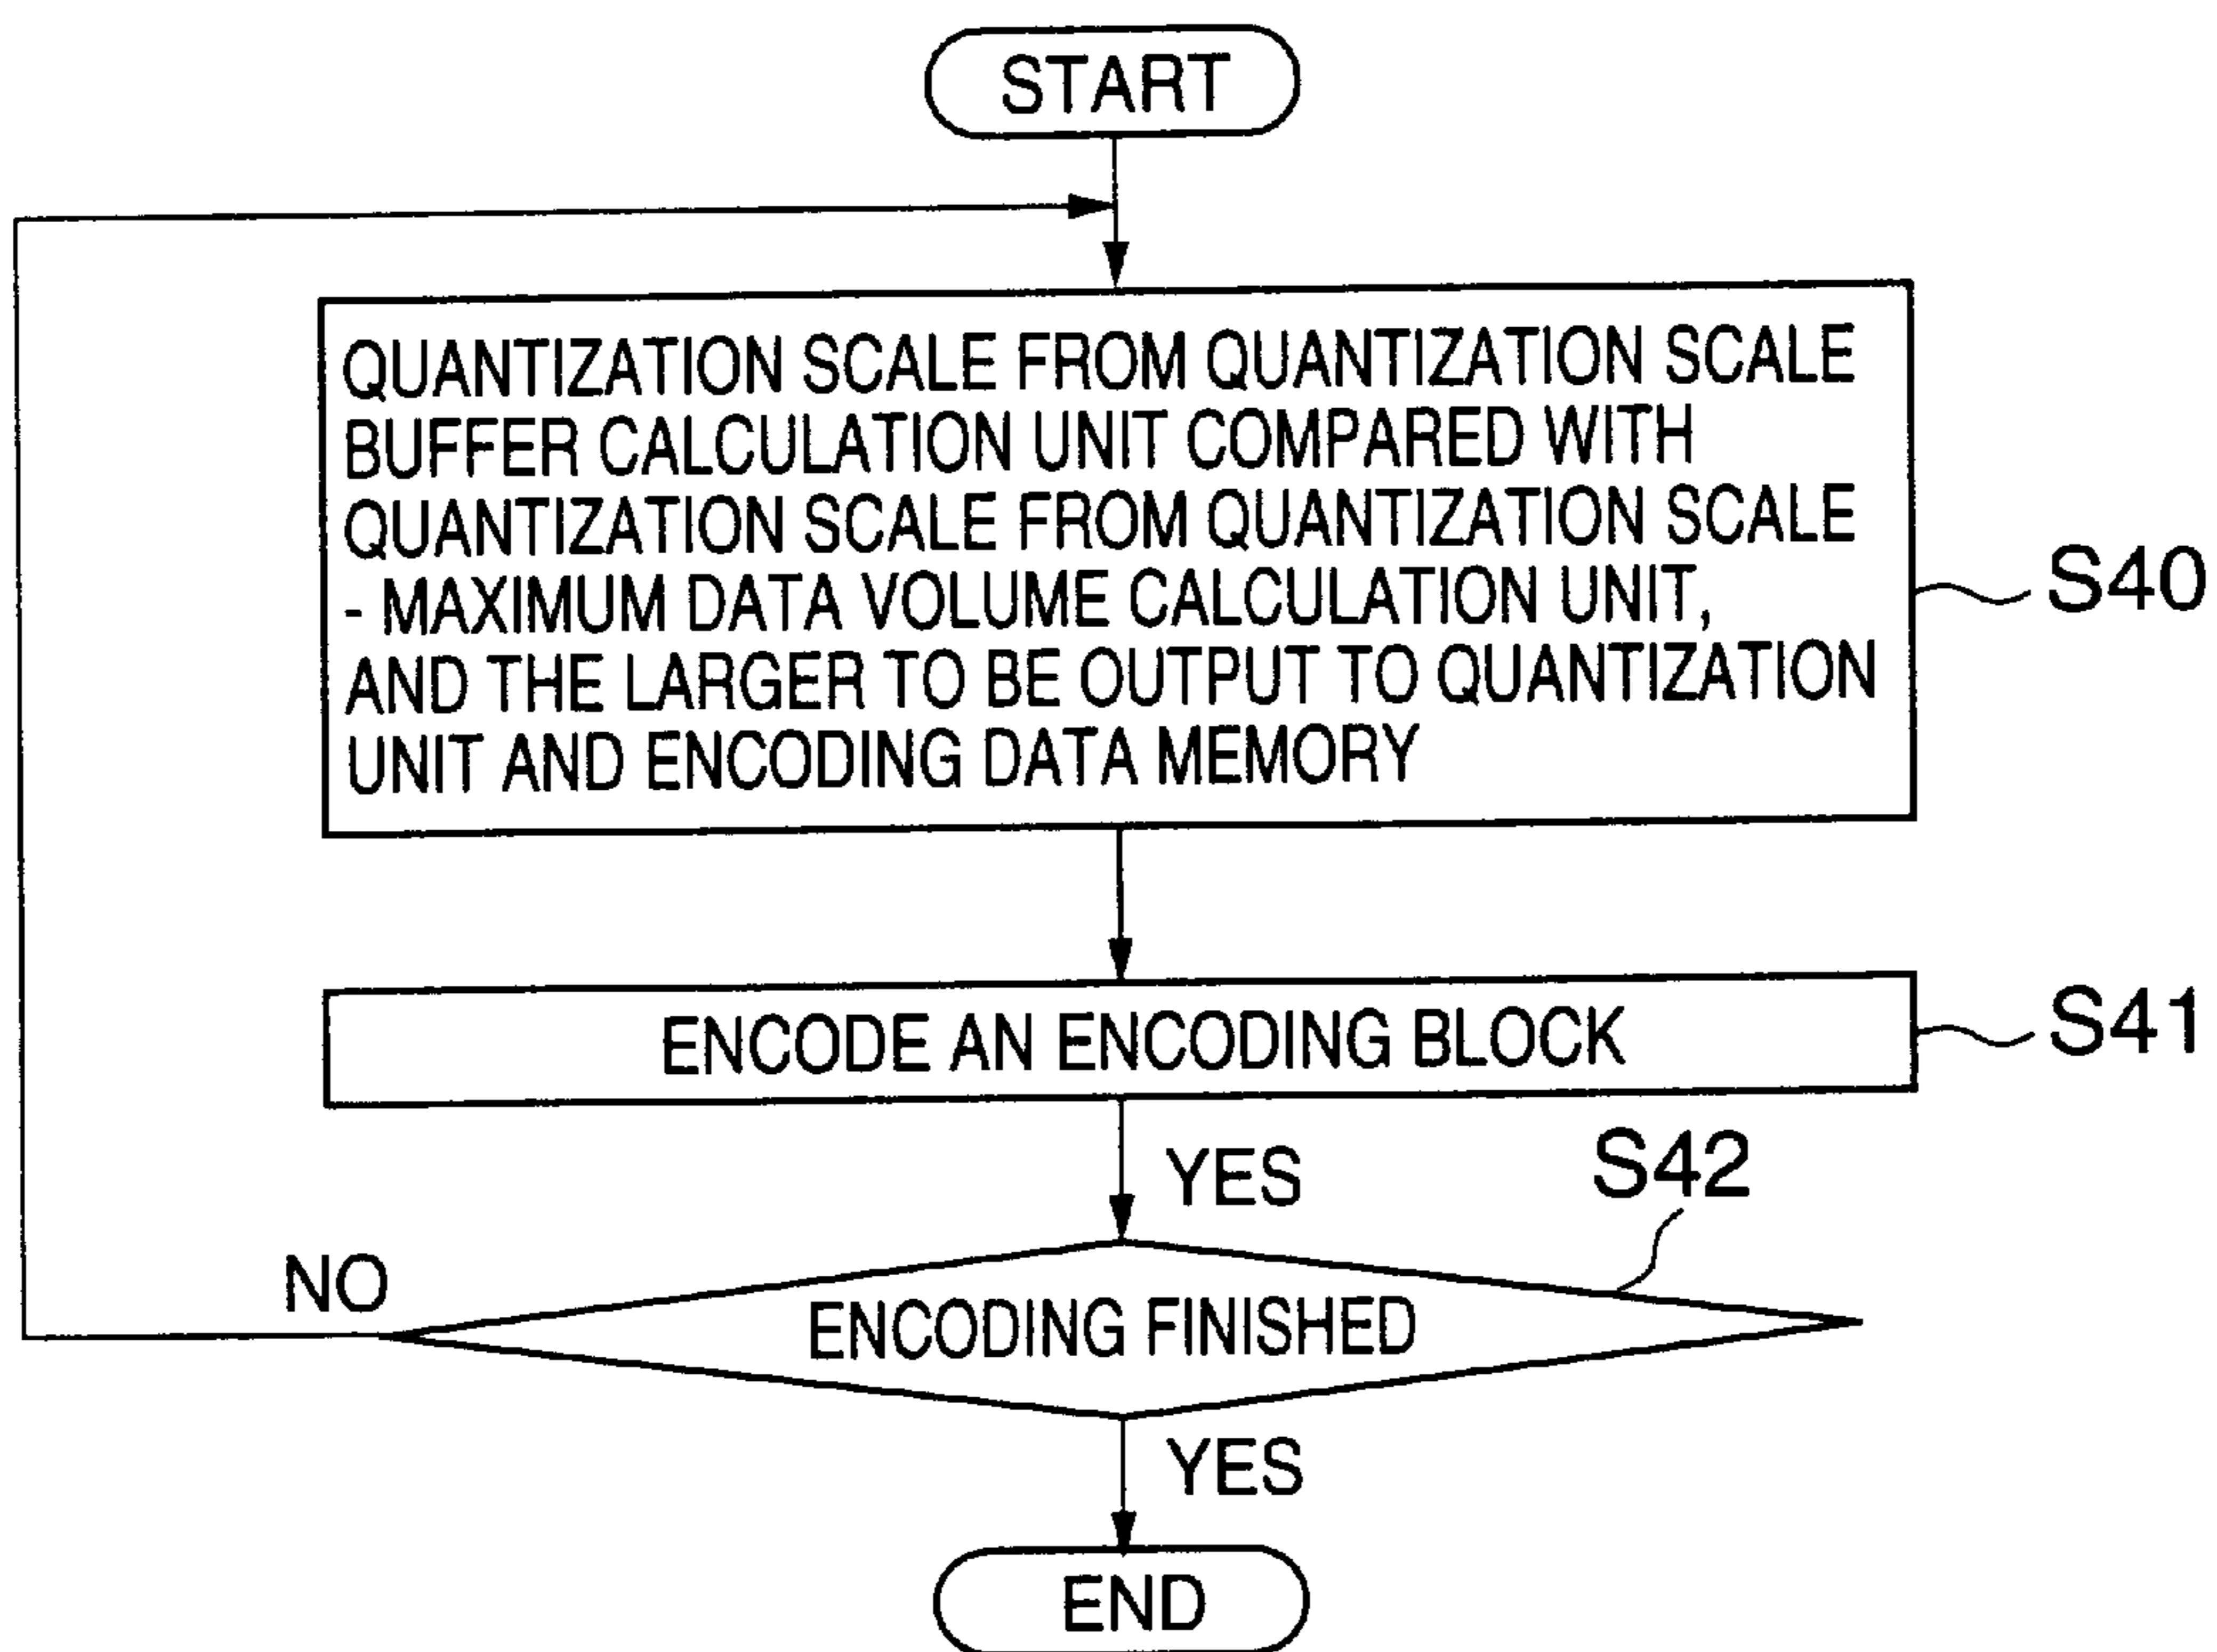 START
QUANTIZATION SCALE FROM QUANTIZATION SCALE
BUFFER CALCULATION UNIT COMPARED WITH
QUANTIZATION SCALE FROM QUANTIZATION SCALE
- MAXIMUM DATA VOLUME CALCULATION UNIT,
AND THE LARGER TO BE OUTPUT TO QUANTIZATION
UNIT AND ENCODING DATA MEMORY
S40
ENCODE AN ENCODING BLOCK
S41
YES
S42
NO
ENCODING FINISHED
YES
END